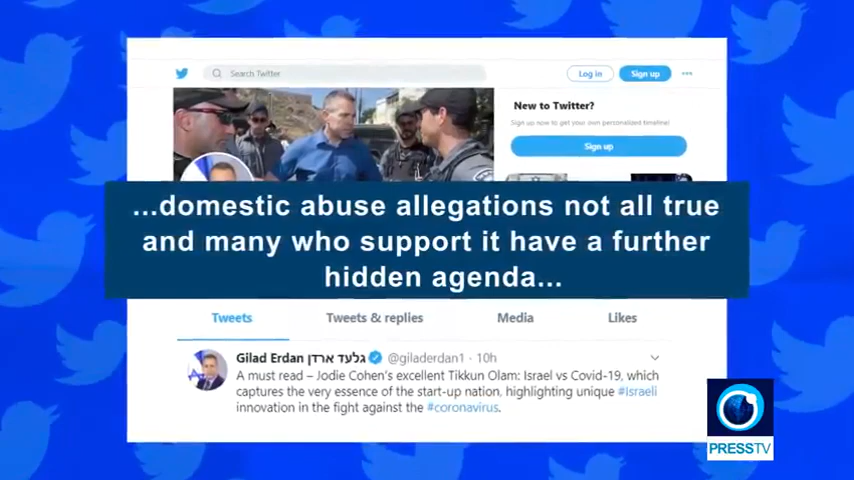 Search Twitter
Log in
Sign up
New to Twitter?
Sign up now to get your own personalized timeline!
Sign up
...domestic abuse allegations not all true
and many who support it have a further
hidden agenda...
Tweets
Tweets & replies
Media
Likes
Gilad Erdan גלעד ארדן @giladerdan1 · 10h
A must read – Jodie Cohen's excellent Tikkun Olam: Israel vs Covid-19, which
captures the very essence of the start-up nation, highlighting unique #Israeli
innovation in the fight against the #coronavirus.
PRESSTV